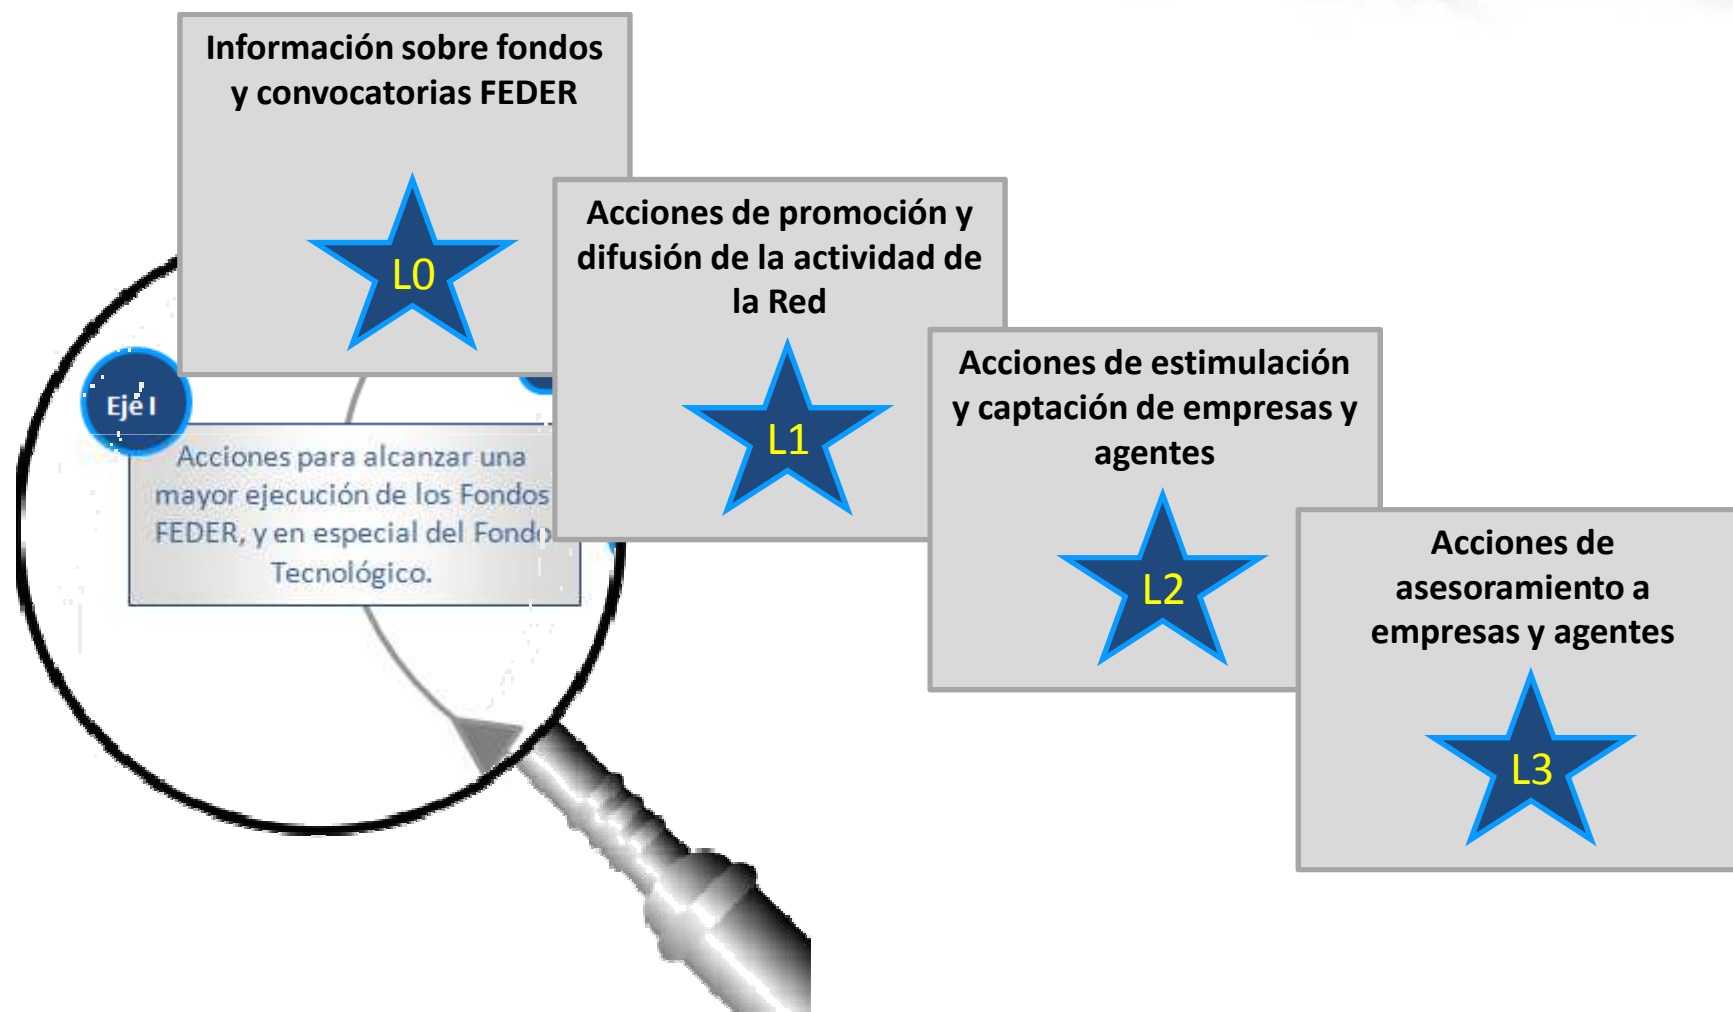 Información sobre fondos
y convocatorias FEDER
L0
Acciones de promoción y
difusión de la actividad de
la Red
L1
Acciones de estimulación
y captación de empresas y
agentes
L2
Acciones de
asesoramiento a
empresas y agentes
L3
Eje I
Acciones para alcanzar una
mayor ejecución de los Fondos
FEDER, y en especial del Fondo
Tecnológico.